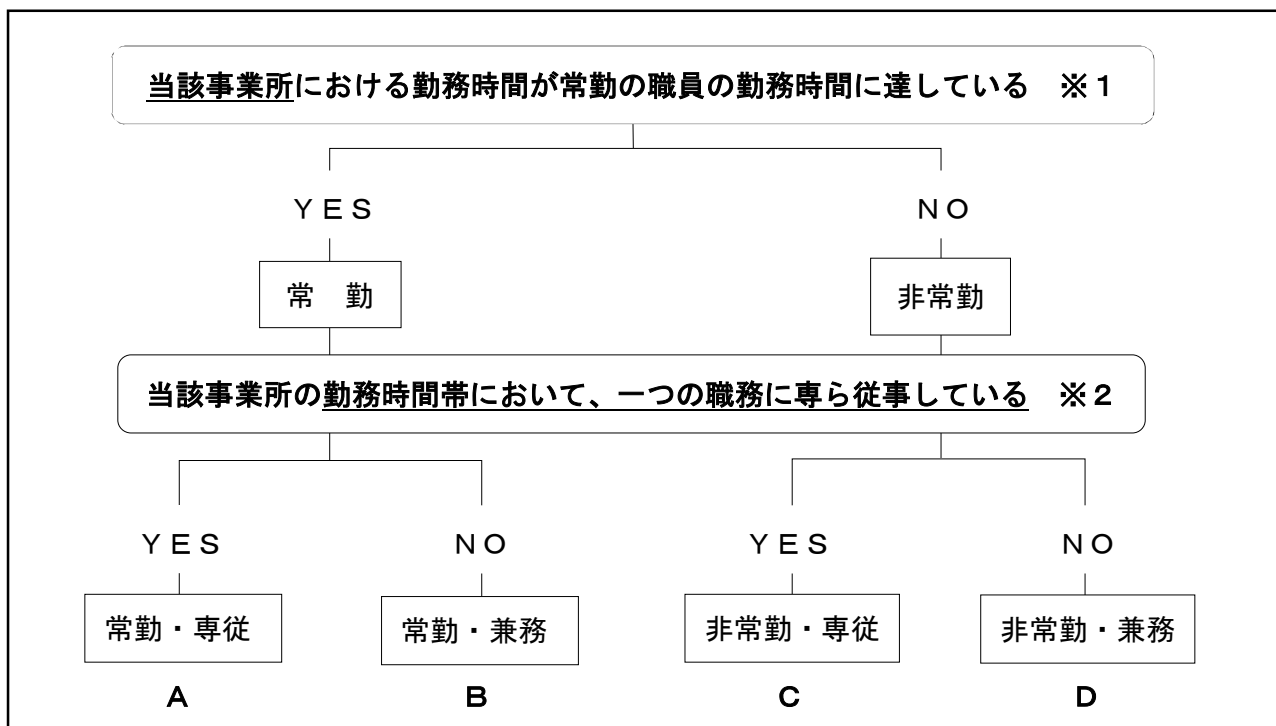 当該事業所における勤務時間が常勤の職員の勤務時間に達している　※１
ＹＥＳ　ＮＯ
常　勤　非常勤
当該事業所の勤務時間帯において、一つの職務に専ら従事している　※２
ＹＥＳ　ＮＯ　ＹＥＳ　ＮＯ
常勤・専従　常勤・兼務　非常勤・専従　非常勤・兼務
Ａ　Ｂ　Ｃ　Ｄ